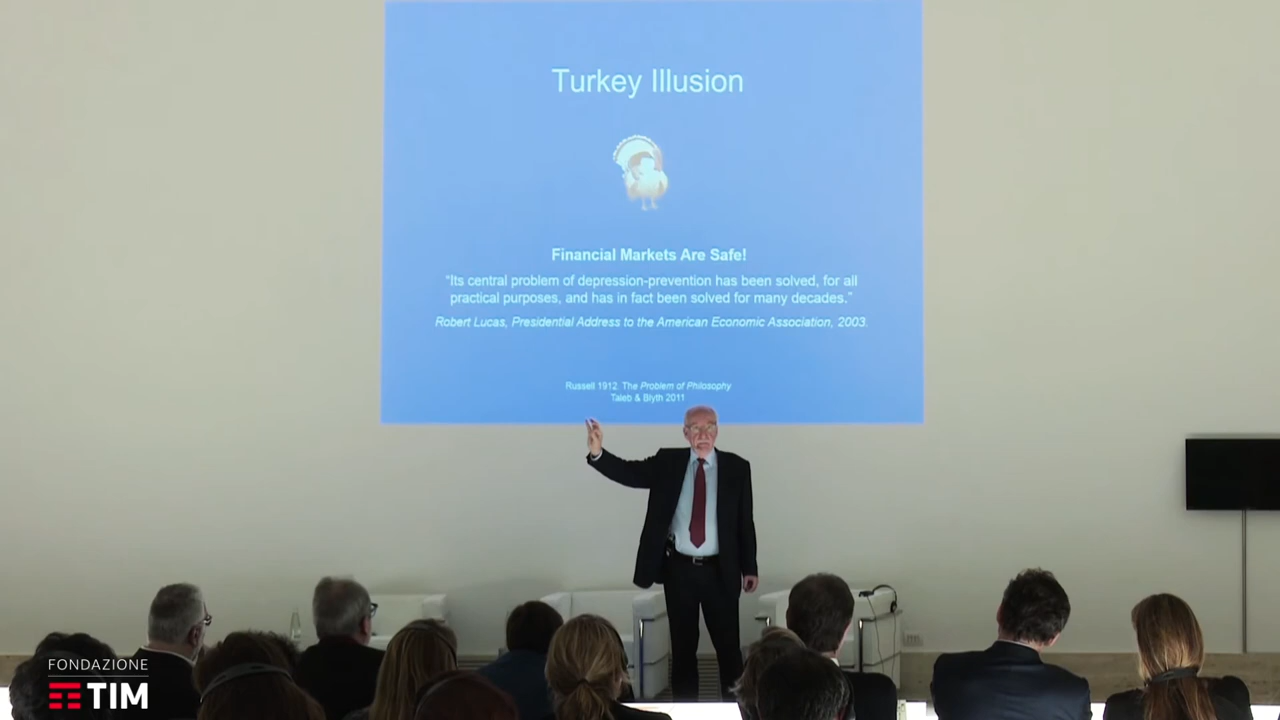 Turkey Illusion
Financial Markets Are Safe!
"Its central problem of depression-prevention has been solved, for all
practical purposes, and has in fact been solved for many decades."
Robert Lucas, Presidential Address to the American Economic Association, 2003.
Russell 1912. The Problem of Philosophy
Taleb & Blyth 2011
FONDAZIONE
TIM